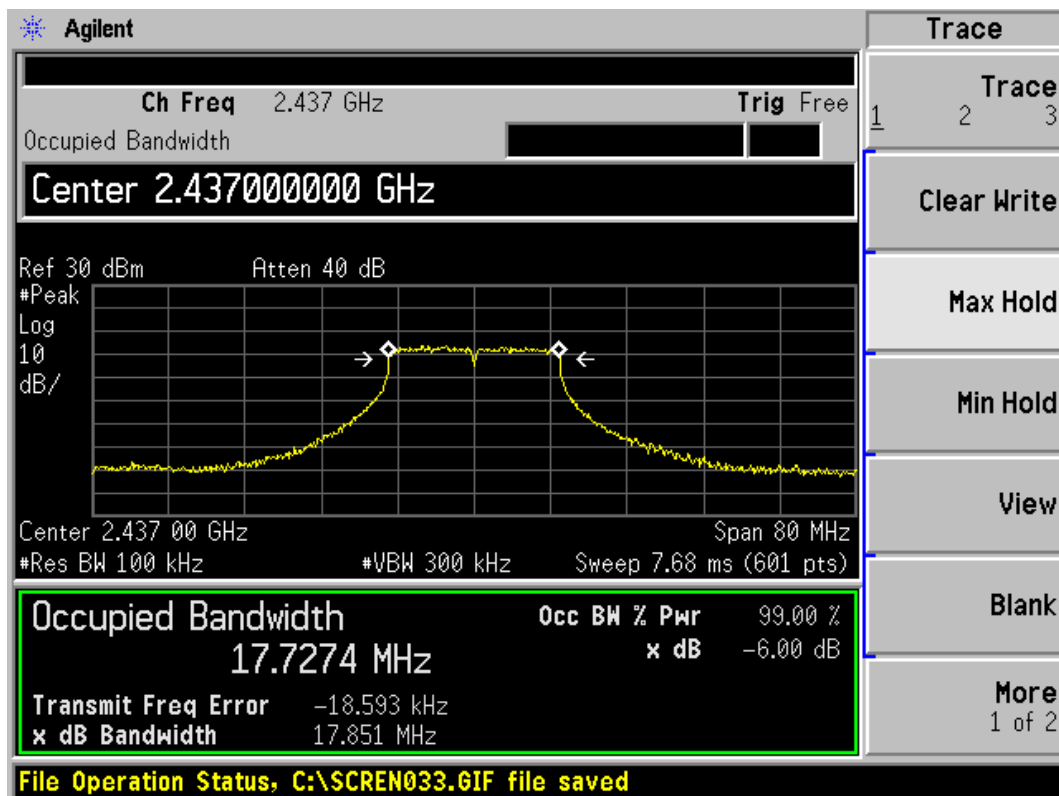 Agilent
Trace
Ch Freq 2.437 GHz Trig Free
Occupied Bandwidth
Trace
1 2 3
Center 2.437000000 GHz
Clear Write
Ref 30 dBm Atten 40 dB
#Peak
Log
10
dB/
Max Hold
Min Hold
View
Center 2.437 00 GHz Span 80 MHz
#Res BW 100 kHz #VBW 300 kHz Sweep 7.68 ms (601 pts)
Occupied Bandwidth
17.7274 MHz
Occ BW % Pwr 99.00 %
x dB -6.00 dB
Transmit Freq Error -18.593 kHz
x dB Bandwidth 17.851 MHz
Blank
More
1 of 2
File Operation Status, C:\SCREN033.GIF file saved